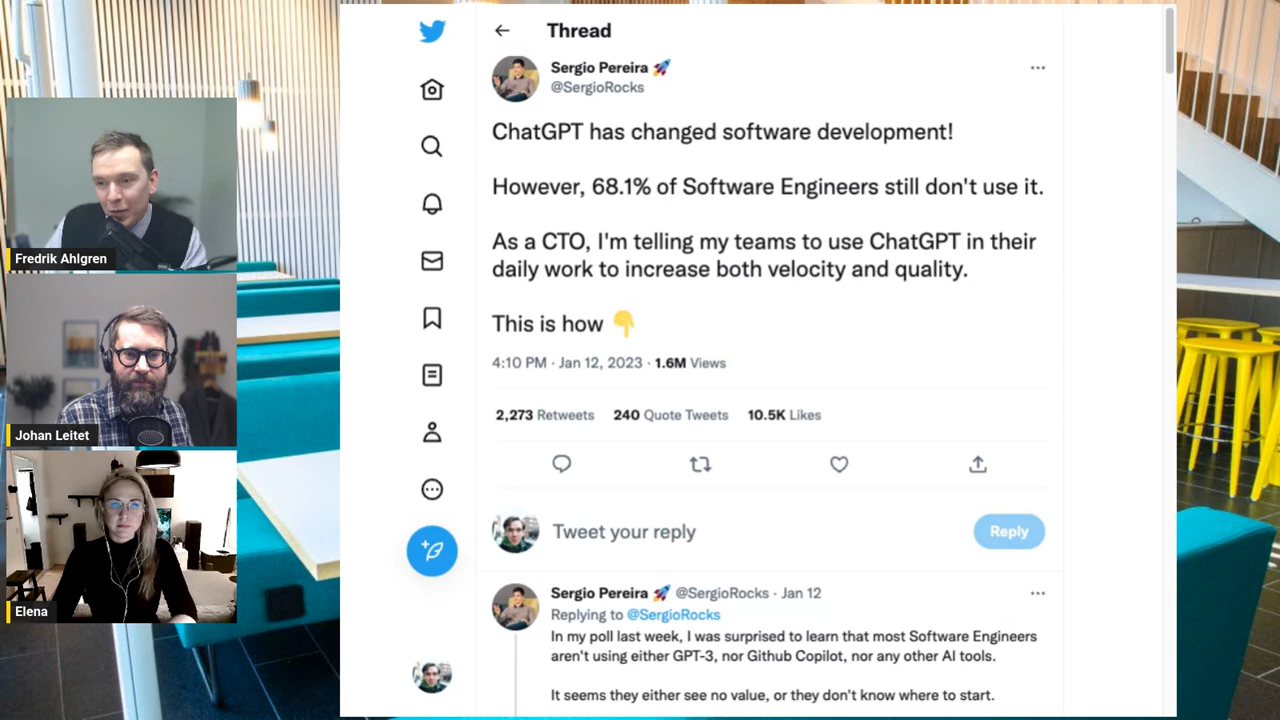 Thread
Sergio Pereira 🚀
@SergioRocks
ChatGPT has changed software development!
However, 68.1% of Software Engineers still don't use it.
As a CTO, I'm telling my teams to use ChatGPT in their
daily work to increase both velocity and quality.
This is how 👇
4:10 PM · Jan 12, 2023 · 1.6M Views
2,273 Retweets 240 Quote Tweets 10.5K Likes
Tweet your reply
Reply
Sergio Pereira 🚀 @SergioRocks · Jan 12
Replying to @SergioRocks
In my poll last week, I was surprised to learn that most Software Engineers
aren't using either GPT-3, nor Github Copilot, nor any other AI tools.
It seems they either see no value, or they don't know where to start.
Fredrik Ahlgren
Johan Leitet
Elena